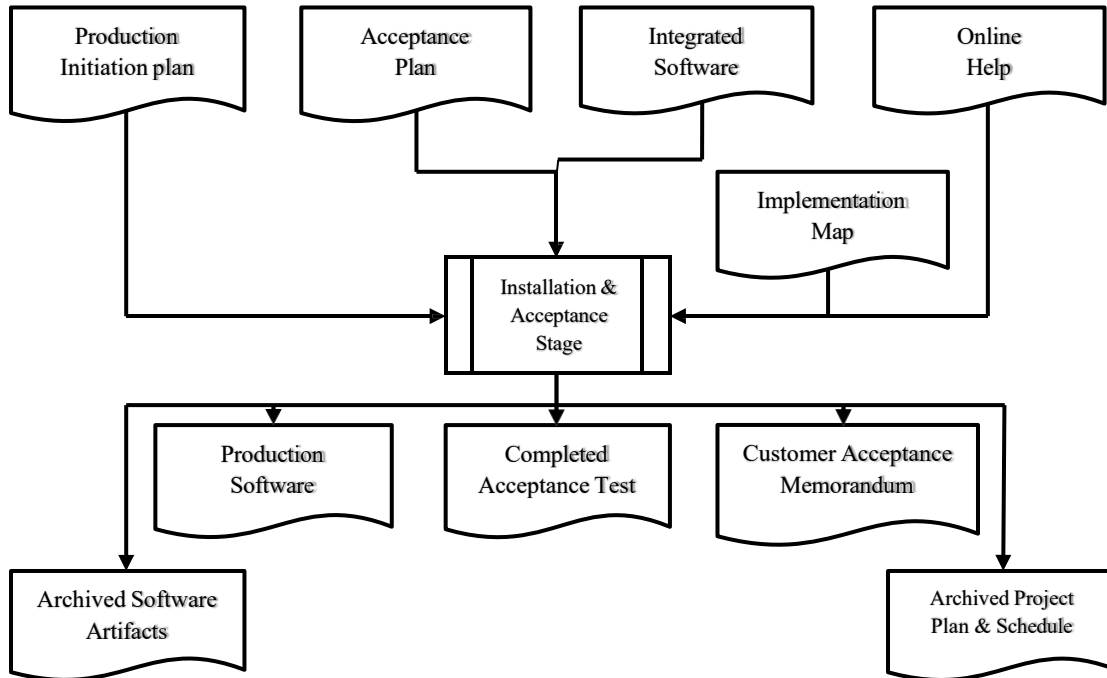 Production
Initiation plan
Acceptance
Plan
Integrated
Software
Online
Help
Implementation
Map
Installation &
Acceptance
Stage
Production
Software
Completed
Acceptance Test
Customer Acceptance
Memorandum
Archived Software
Artifacts
Archived Project
Plan & Schedule